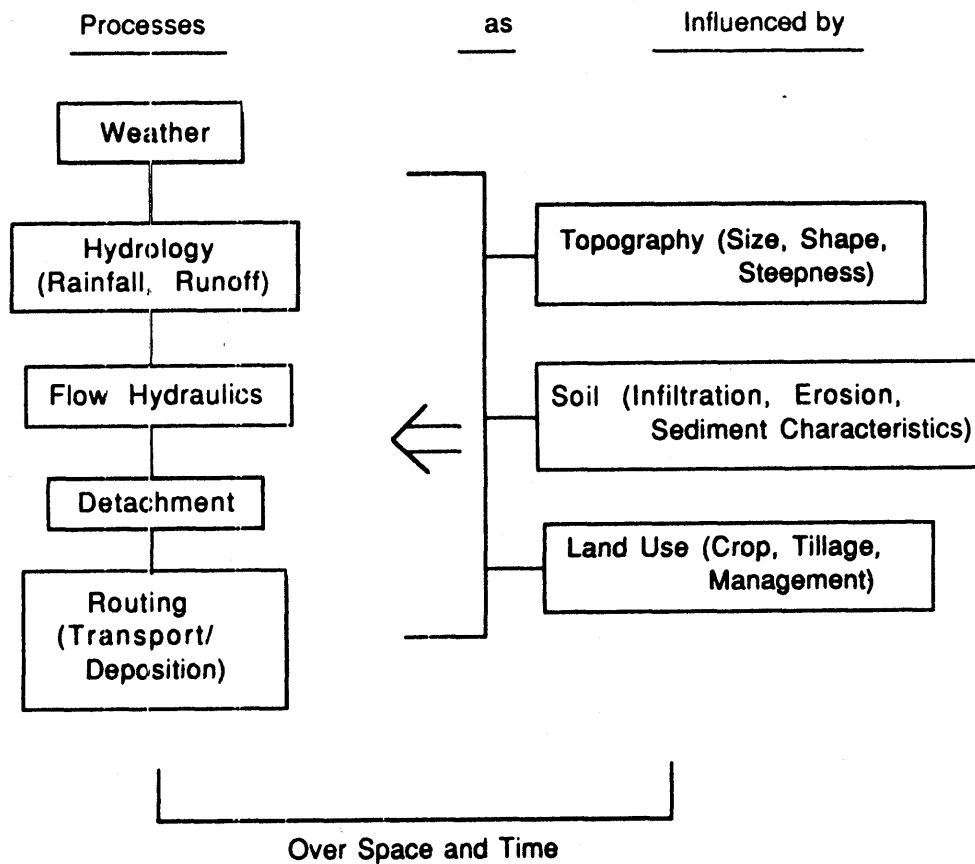 Processes as Influenced by
Weather
Hydrology
(Rainfall, Runoff)
Flow Hydraulics
Detachment
Routing
(Transport/
Deposition)
Topography (Size, Shape,
Steepness)
Soil (Infiltration, Erosion,
Sediment Characteristics)
Land Use (Crop, Tillage,
Management)
Over Space and Time